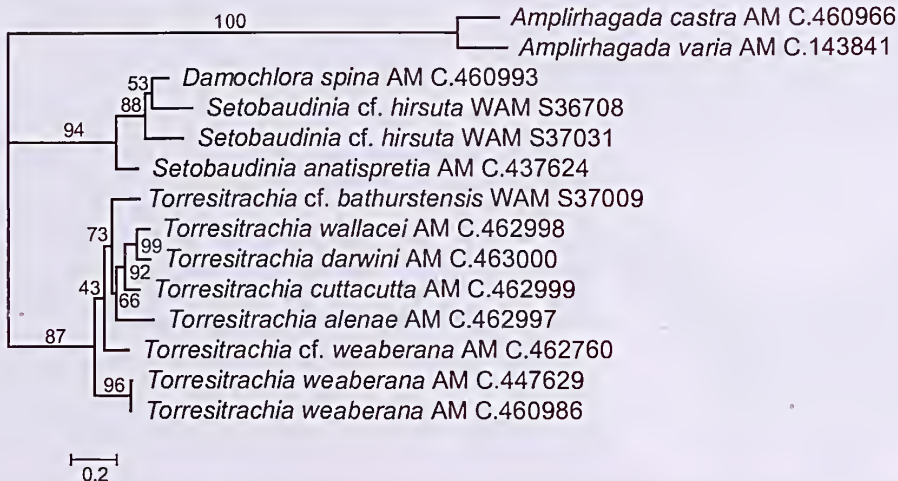 100
Amplirhagada castra AM C.460966
Amplirhagada varia AM C.143841
53
Damochlora spina AM C.460993
88
Setobaudinia cf. hirsuta WAM S36708
94
Setobaudinia cf. hirsuta WAM S37031
Setobaudinia anatispretia AM C.437624
Torresitrachia cf. bathurstensis WAM S37009
73
Torresitrachia wallacei AM C.462998
99
Torresitrachia darwini AM C.463000
92
43
Torresitrachia cuttacutta AM C.462999
66
Torresitrachia alenae AM C.462997
87
Torresitrachia cf. weaberana AM C.462760
96
Torresitrachia weaberana AM C.447629
Torresitrachia weaberana AM C.460986
0.2